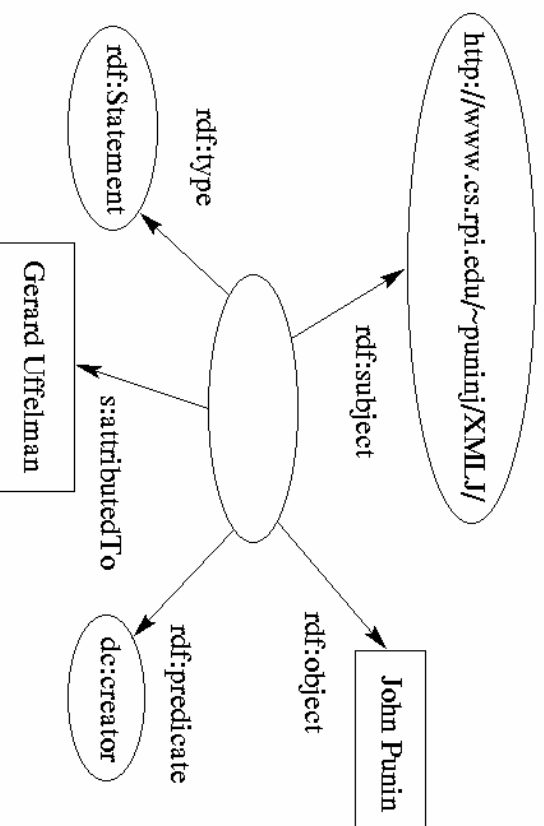 http://www.cs.rpi.edu/~puninj/XMLJ/
rdf:subject
rdf:object
John Punin
rdf:type
rdf:predicate
rdf:Statement
s:attributedTo
dc:creator
Gerard Uffelman